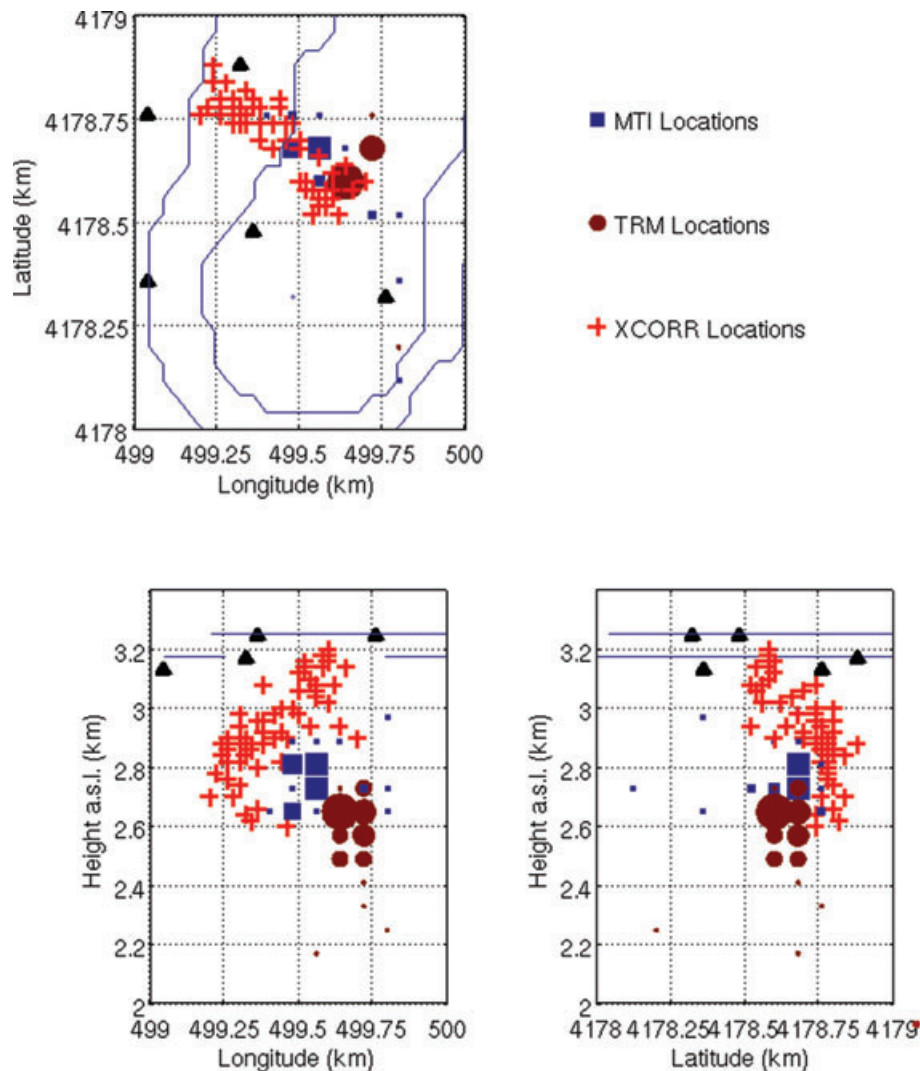 4179
4178.75
4178.5
4178.25
4178
Latitude (km)
499 499.25 499.5 499.75 500
Longitude (km)
MTI Locations
TRM Locations
XCORR Locations
3.2
3
2.8
2.6
2.4
2.2
2
Height a.s.l. (km)
499 499.25 499.5 499.75 500
Longitude (km)
3.2
3
2.8
2.6
2.4
2.2
2
Height a.s.l. (km)
4178 4178.25 4178.5 4178.75 4179
Latitude (km)